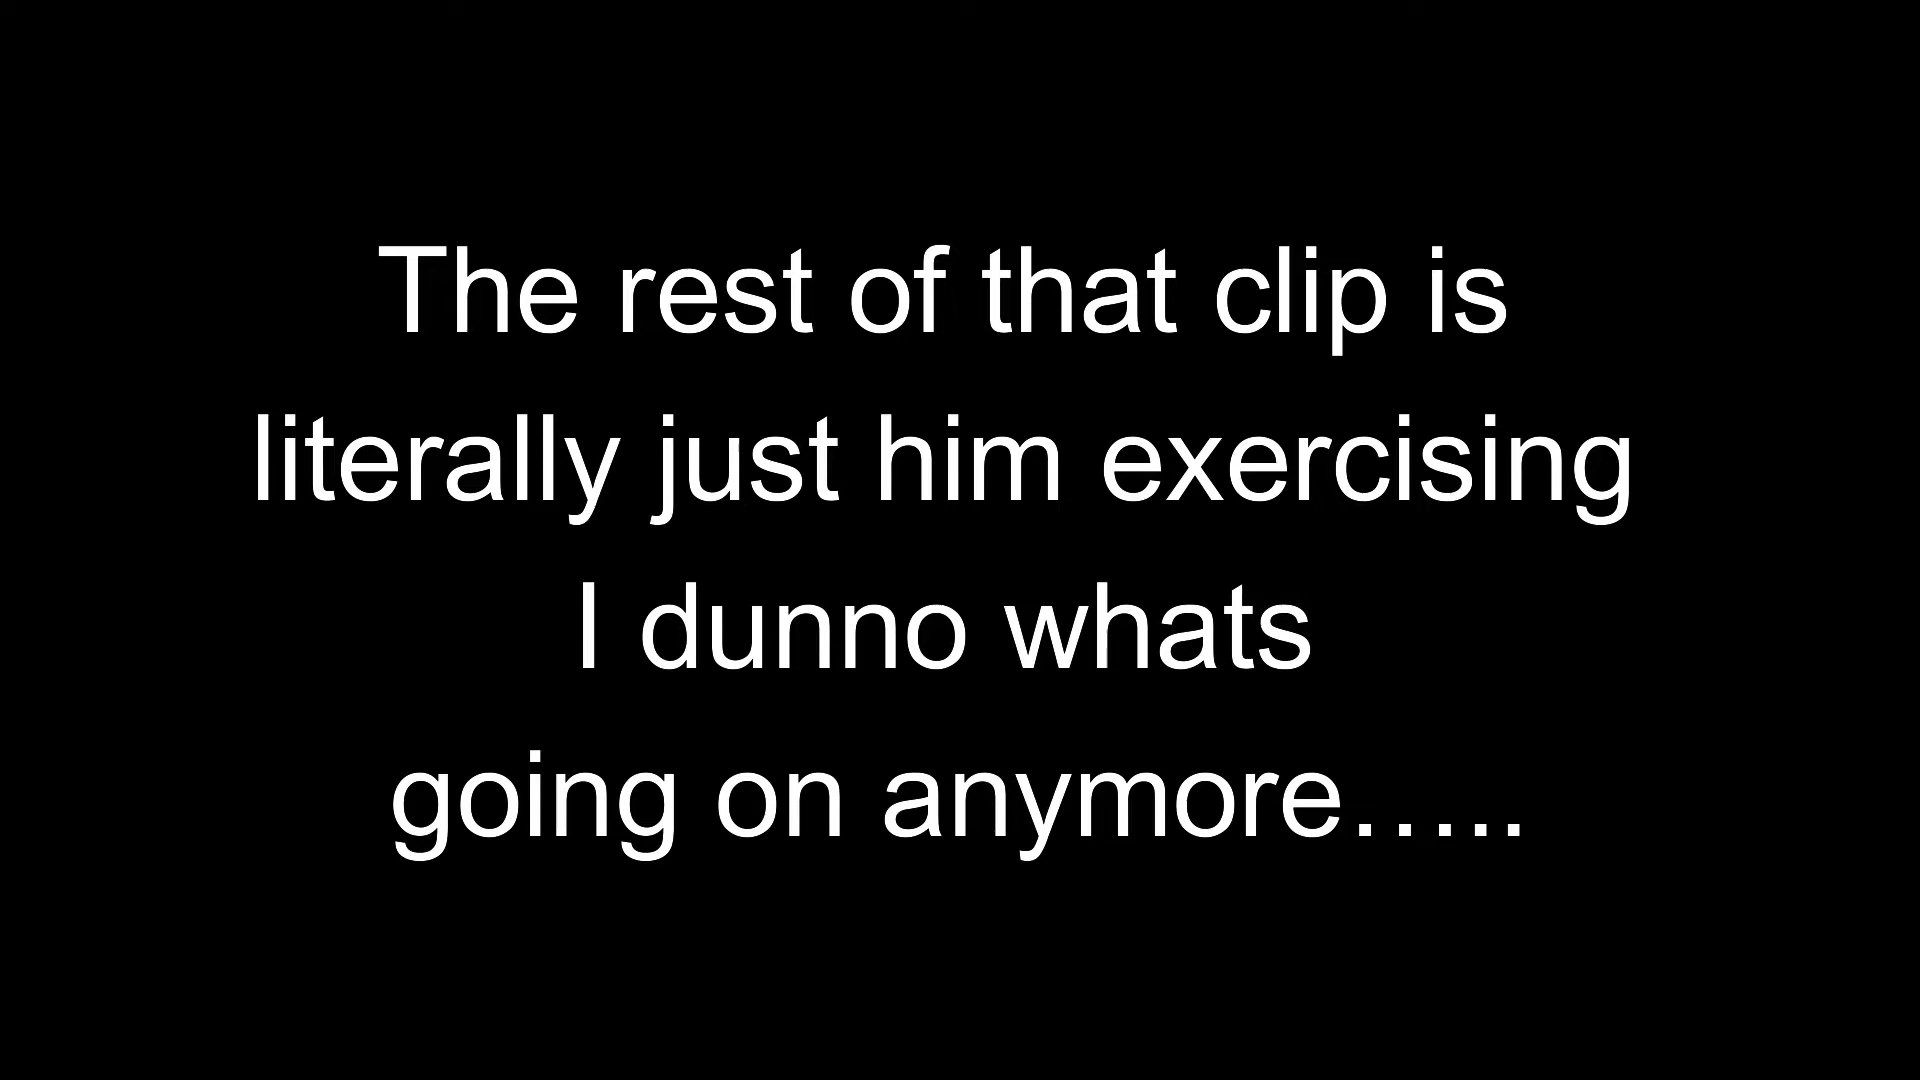 The rest of that clip is
literally just him exercising
I dunno whats
going on anymore…..